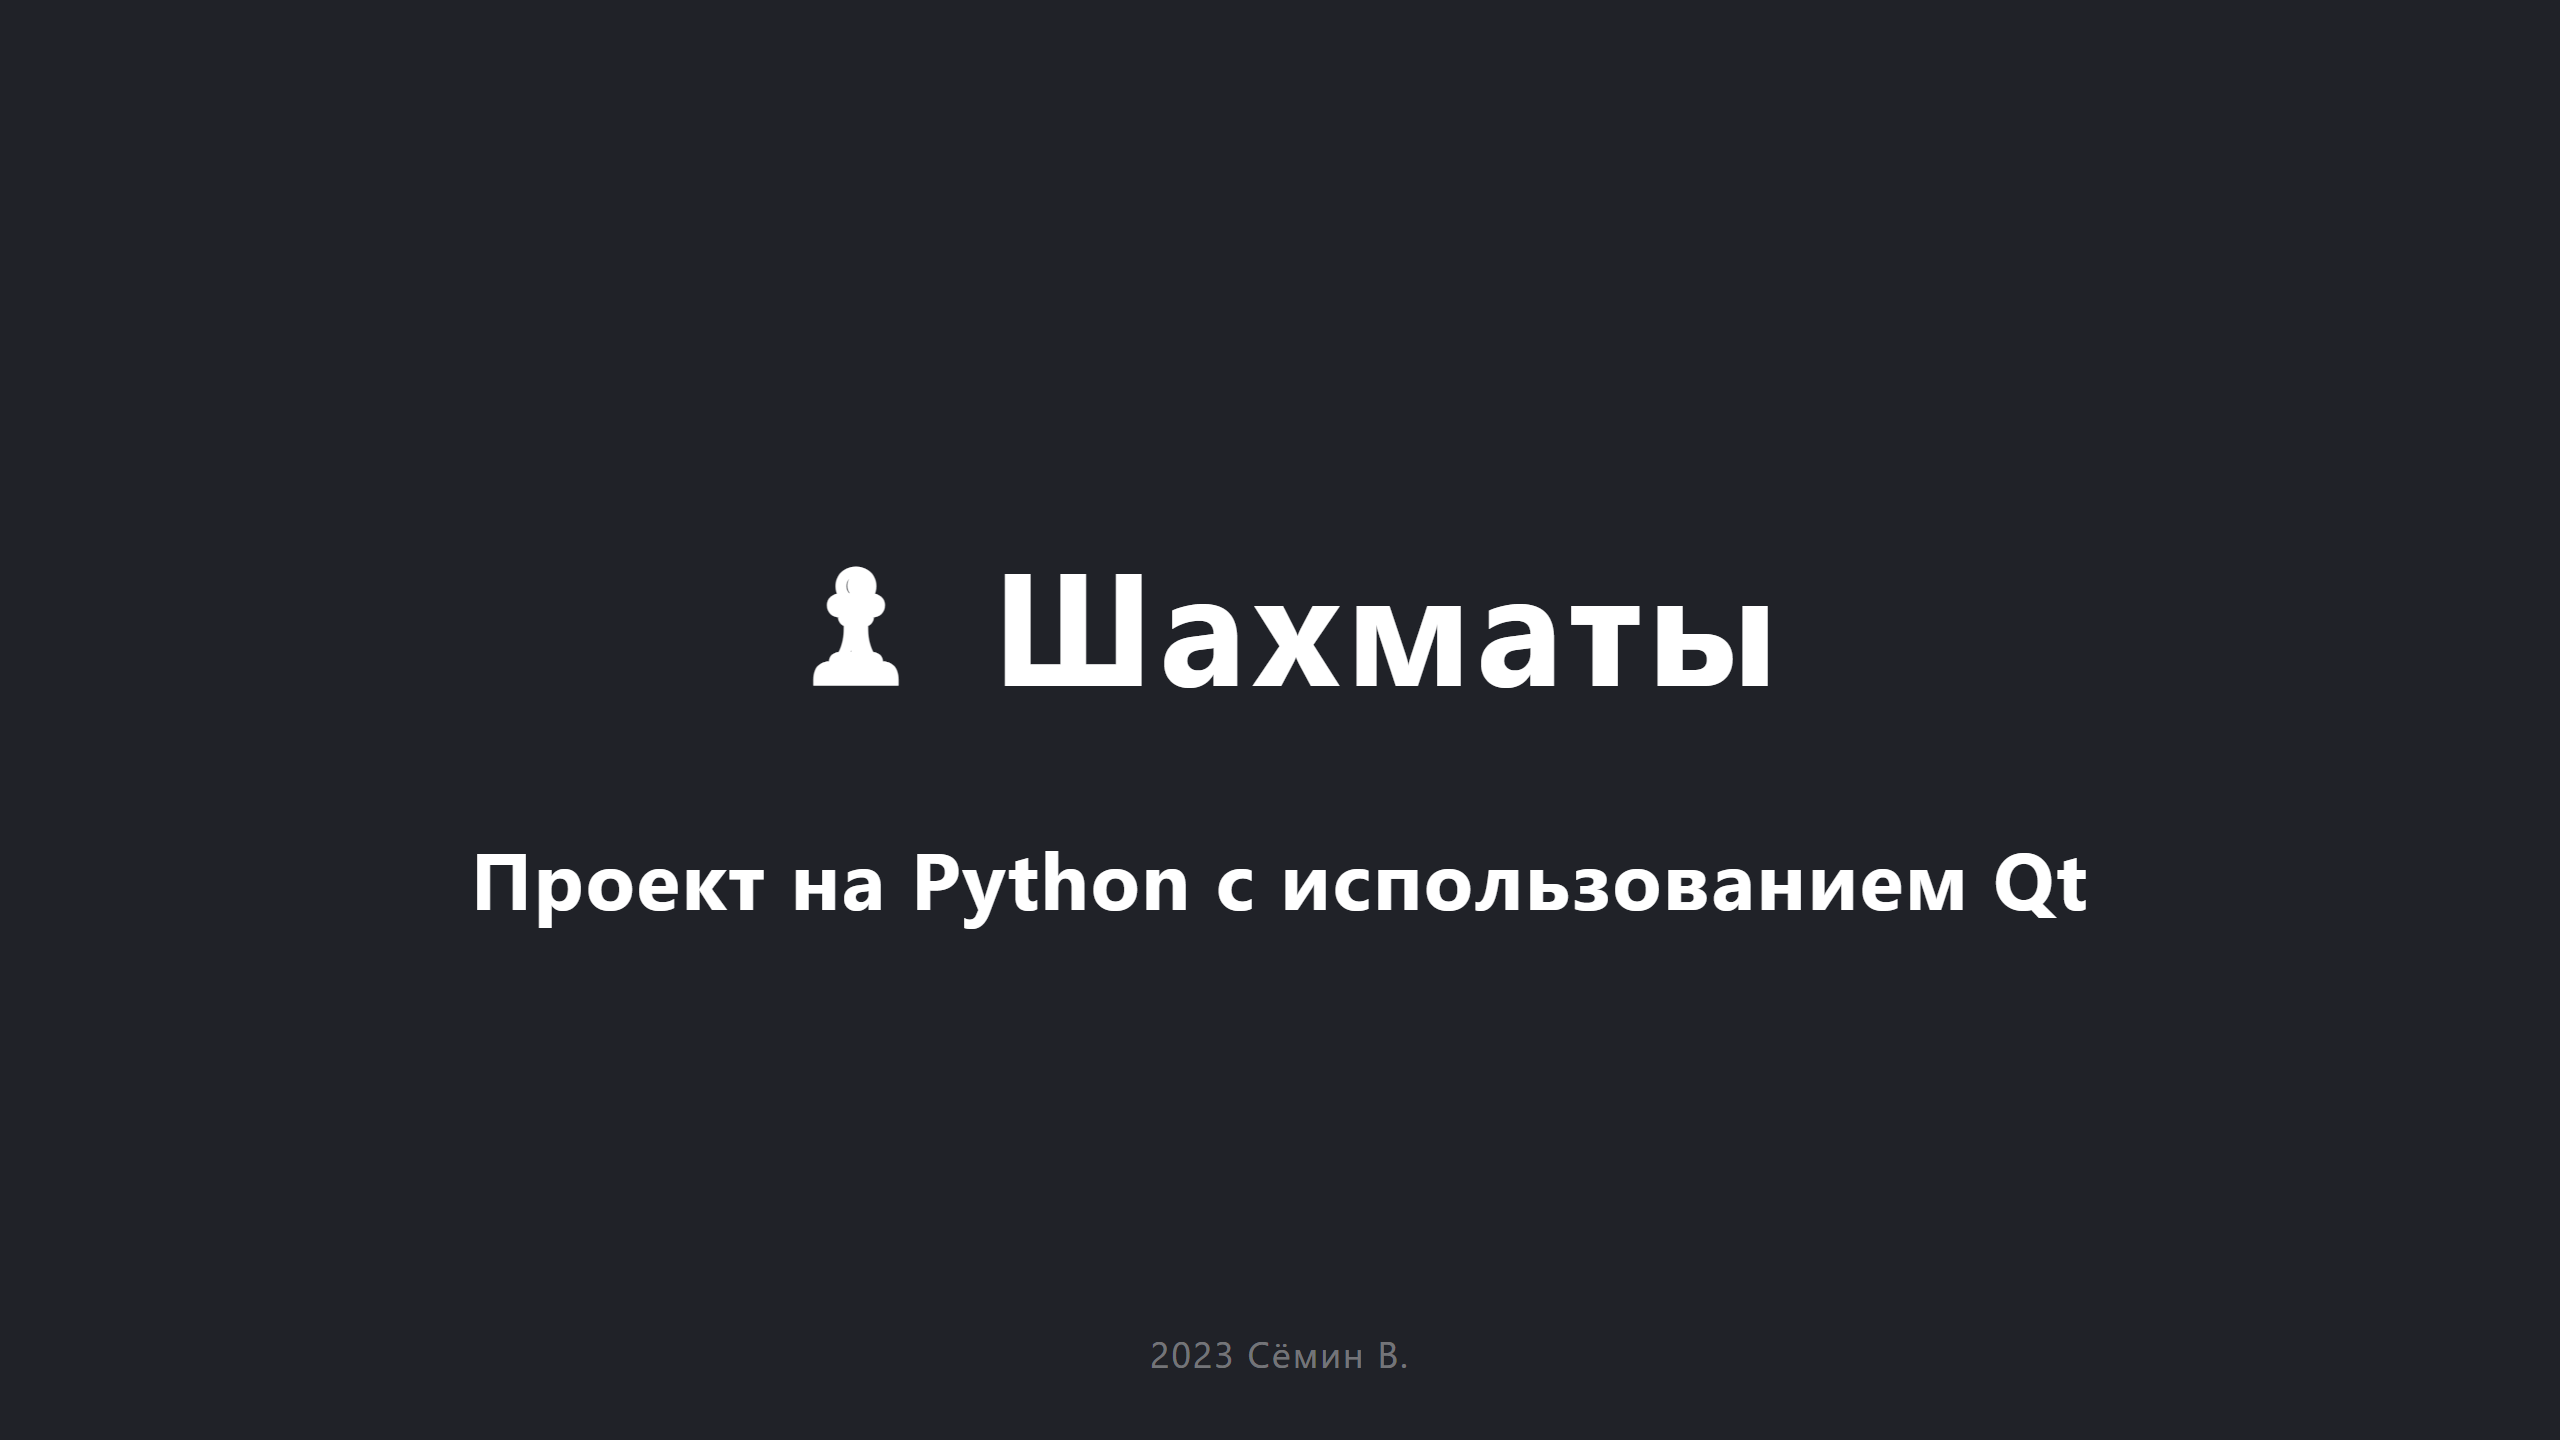 Шахматы
Проект на Python с использованием Qt
2023 Сёмин В.